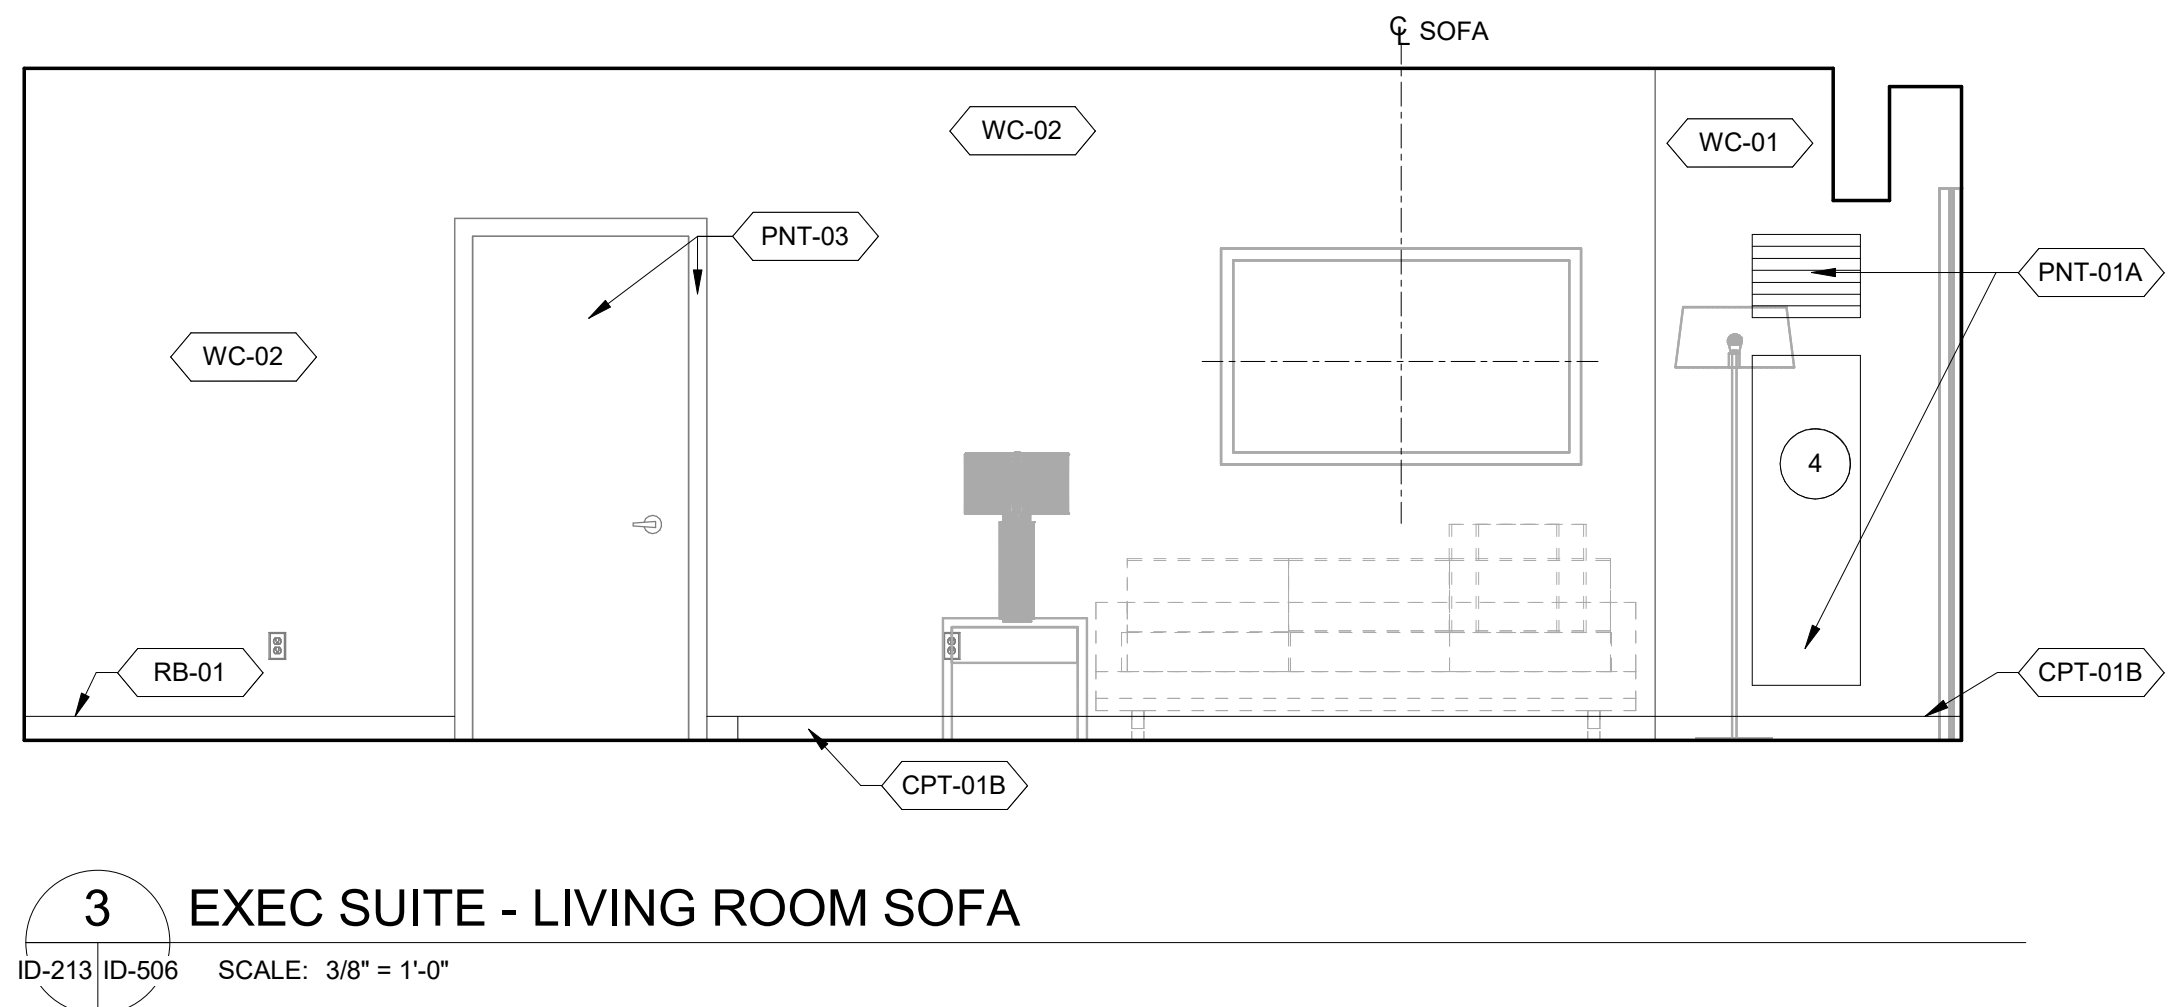 ℄ SOFA
WC-02
WC-01
PNT-03
PNT-01A
WC-02
4
RB-01
CPT-01B
CPT-01B
3
EXEC SUITE - LIVING ROOM SOFA
ID-213 ID-506 SCALE: 3/8" = 1'-0"